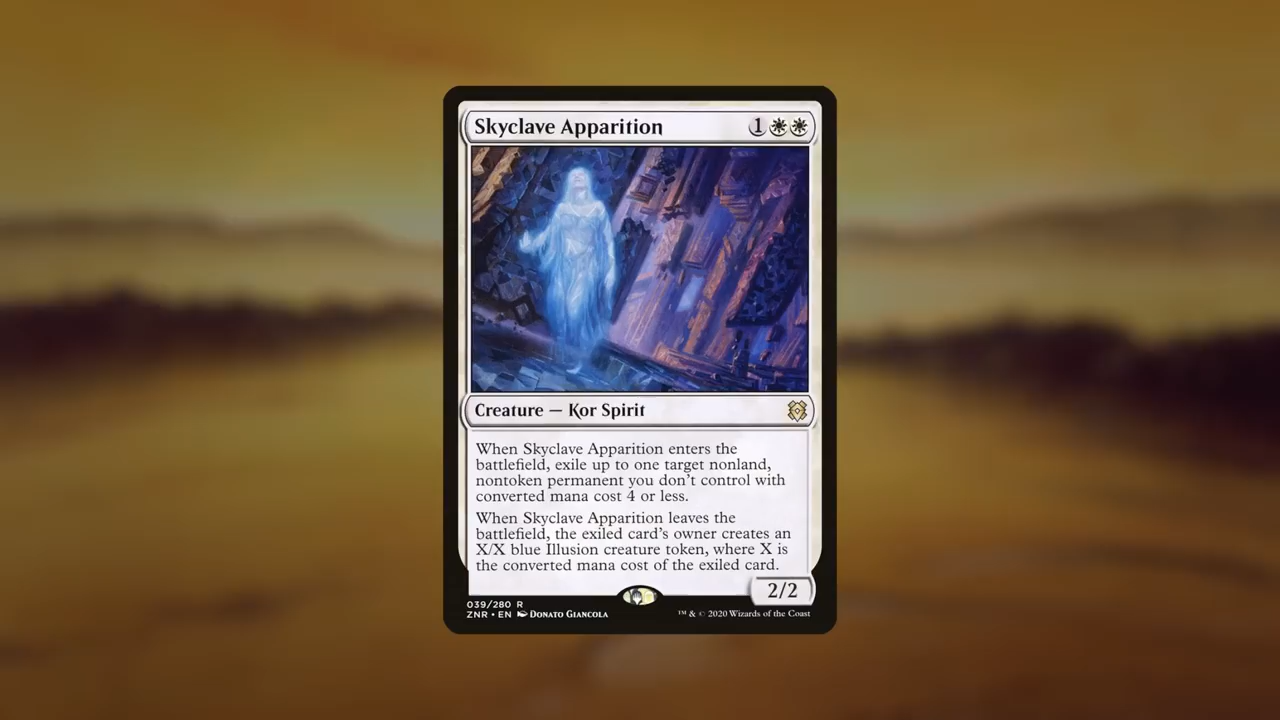 Skyclave Apparition 1
Creature — Kor Spirit
When Skyclave Apparition enters the
battlefield, exile up to one target nonland,
nontoken permanent you don't control with
converted mana cost 4 or less.
When Skyclave Apparition leaves the
battlefield, the exiled card's owner creates an
X/X blue Illusion creature token, where X is
the converted mana cost of the exiled card.
2/2
039/280 R
ZNR • EN Donato Giancola
™ & © 2020 Wizards of the Coast